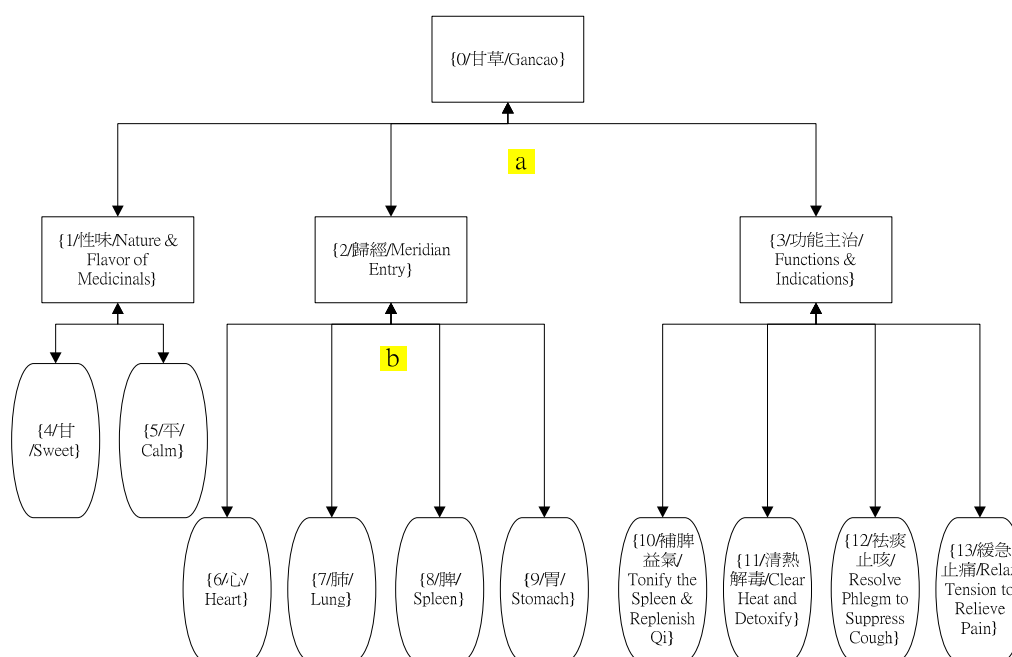 {0/甘草/Gancao}
a
{1/性味/Nature &
Flavor of
Medicinals}
{2/歸經/Meridian
Entry}
{3/功能主治/
Functions &
Indications}
b
{4/甘
/Sweet}
{5/平/
Calm}
{6/心/
Heart}
{7/肺/
Lung}
{8/脾/
Spleen}
{9/胃/
Stomach}
{10/補脾
益氣/
Tonify the
Spleen &
Replenish
Qi}
{11/清熱
解毒/Clear
Heat and
Detoxify}
{12/祛痰
止咳/
Resolve
Phlegm to
Suppress
Cough}
{13/緩急
止痛/Relax
Tension to
Relieve
Pain}